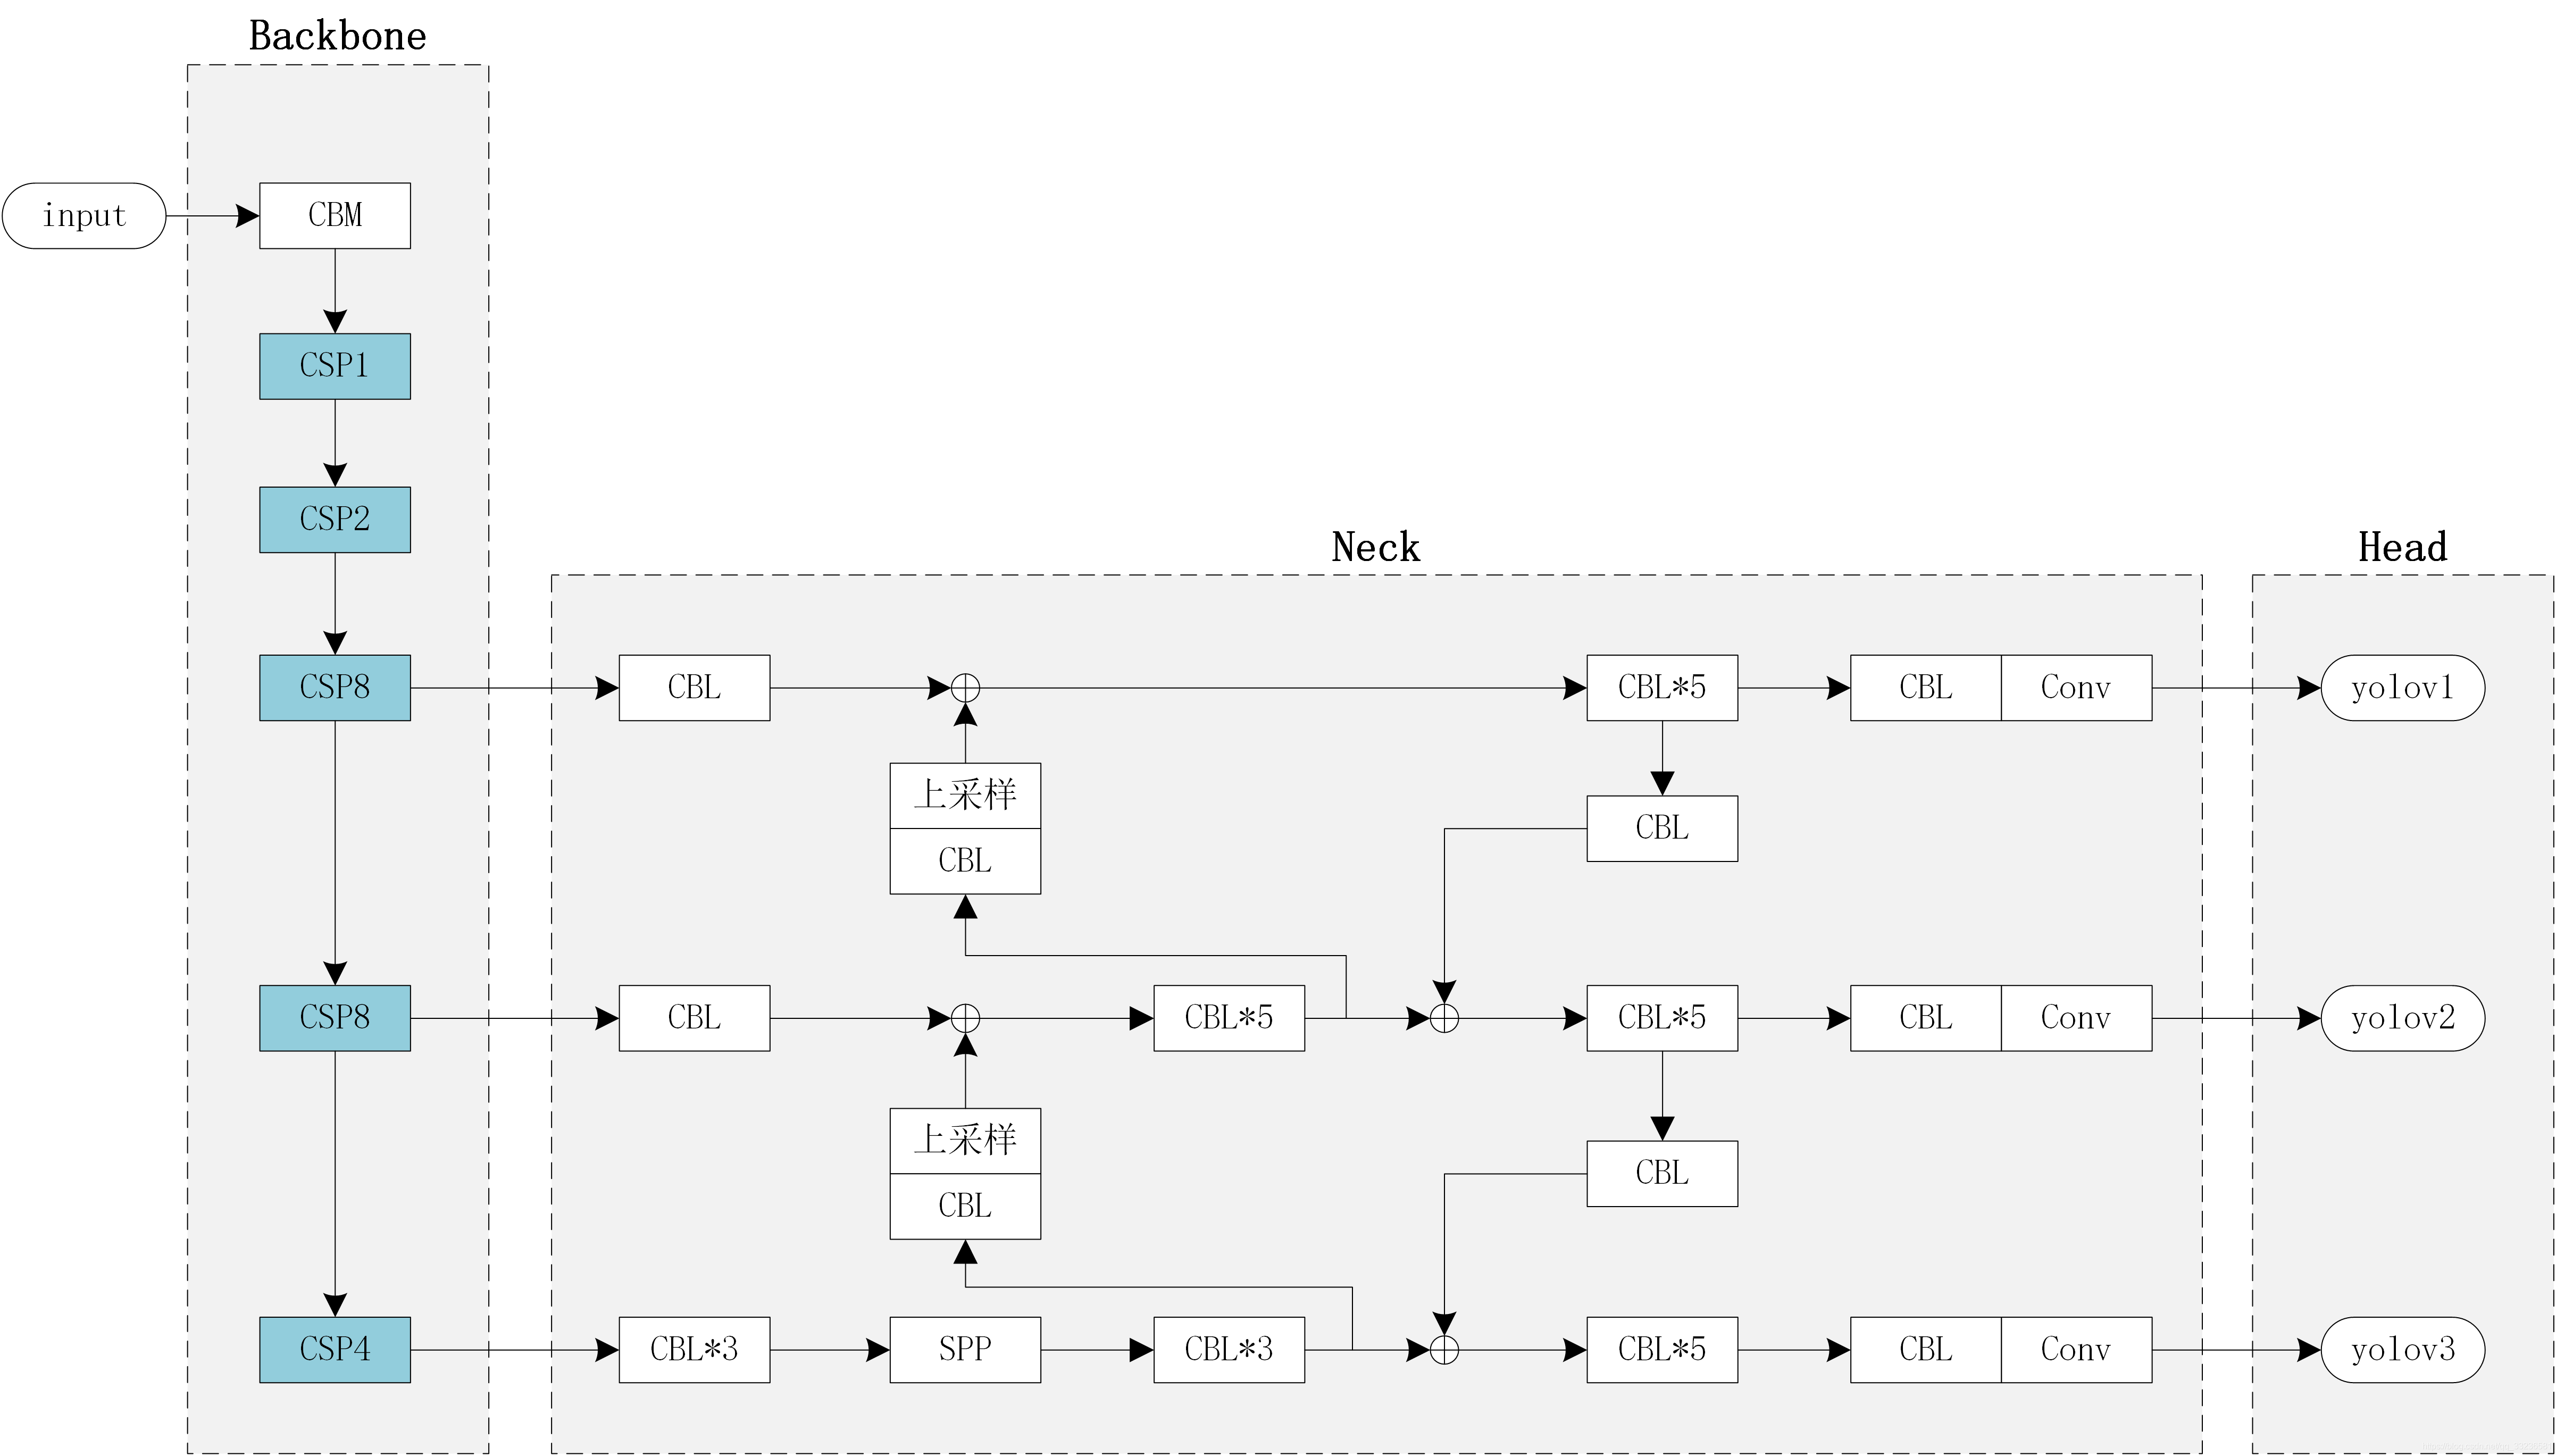 Backbone
input
CBM
CSP1
CSP2
Neck
Head
CSP8
CBL
CBL*5
CBL
Conv
yolov1
上采样
CBL
CBL
CSP8
CBL
CBL*5
CBL*5
CBL
Conv
yolov2
上采样
CBL
CBL
CSP4
CBL*3
SPP
CBL*3
CBL*5
CBL
Conv
yolov3